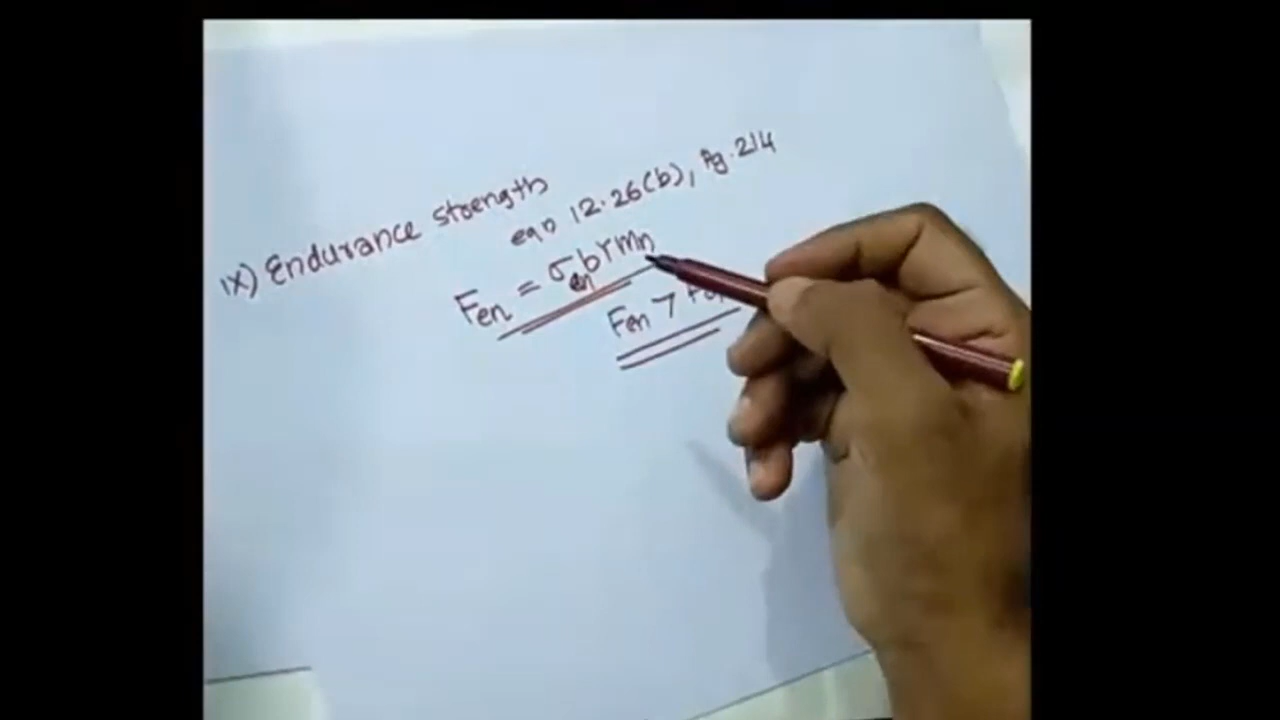 ix) Endurance strength
eqn 12.26(b), Pg.214
Fen = σen b Y mn
Fen >